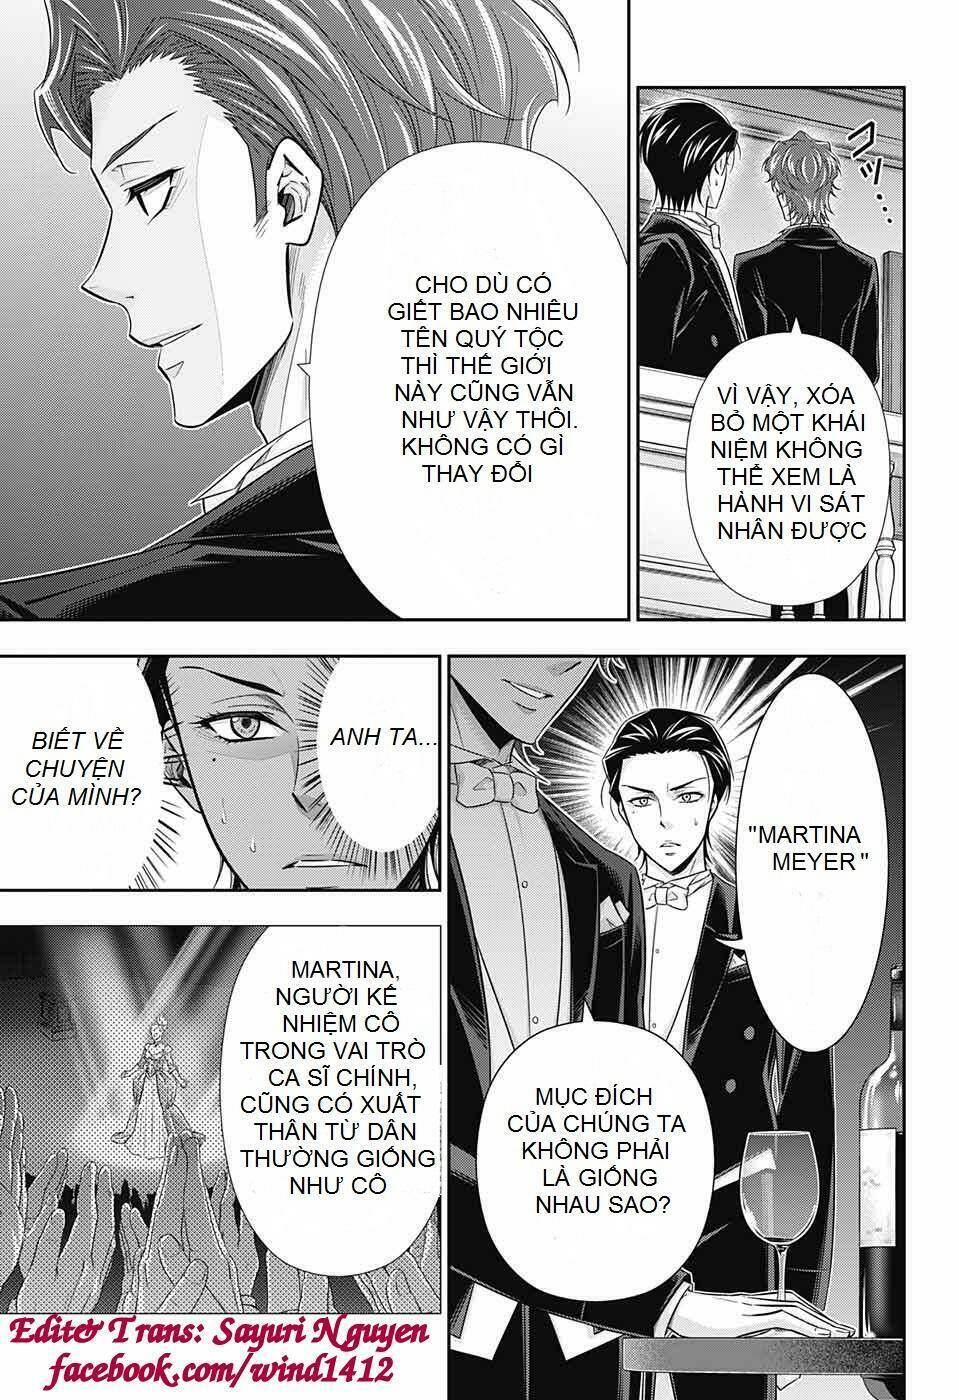 VÌ VẬY, XÓA
BỎ MỘT KHÁI
NIỆM KHÔNG
THỂ XEM LÀ
HÀNH VI SÁT
NHÂN ĐƯỢC
CHO DÙ CÓ
GIẾT BAO NHIÊU
TÊN QUÝ TỘC
THÌ THẾ GIỚI
NÀY CŨNG VẪN
NHƯ VẬY THÔI.
KHÔNG CÓ GÌ
THAY ĐỔI
"MARTINA
MEYER"
MỤC ĐÍCH
CỦA CHÚNG TA
KHÔNG PHẢI
LÀ GIỐNG
NHAU SAO?
ANH TA...
BIẾT VỀ
CHUYỆN
CỦA MÌNH?
MARTINA,
NGƯỜI KẾ
NHIỆM CÔ
TRONG VAI TRÒ
CA SĨ CHÍNH,
CŨNG CÓ XUẤT
THÂN TỪ DÂN
THƯỜNG GIỐNG
NHƯ CÔ
Edit& Trans: Sayuri Nguyen
facebook.com/wind1412